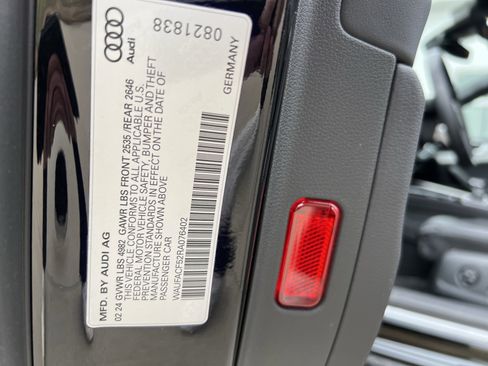 MFD. BY AUDI AG
02 24 GVWR LBS 4982 GAWR LBS FRONT 2535 /REAR 2646
THIS VEHICLE CONFORMS TO ALL APPLICABLE U.S.
FEDERAL MOTOR VEHICLE SAFETY, BUMPER AND THEFT
PREVENTION STANDARDS IN EFFECT ON THE DATE OF
MANUFACTURE SHOWN ABOVE
PASSENGER CAR
WAUFACF52RA076402
Audi
0821838
GERMANY